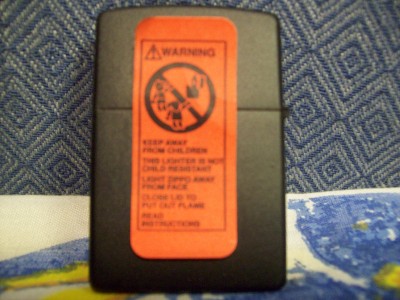 WARNING
KEEP AWAY
FROM CHILDREN
THIS LIGHTER IS NOT
CHILD RESISTANT
LIGHT ZIPPO AWAY
FROM FACE
CLOSE LID TO
PUT OUT FLAME
READ
INSTRUCTIONS